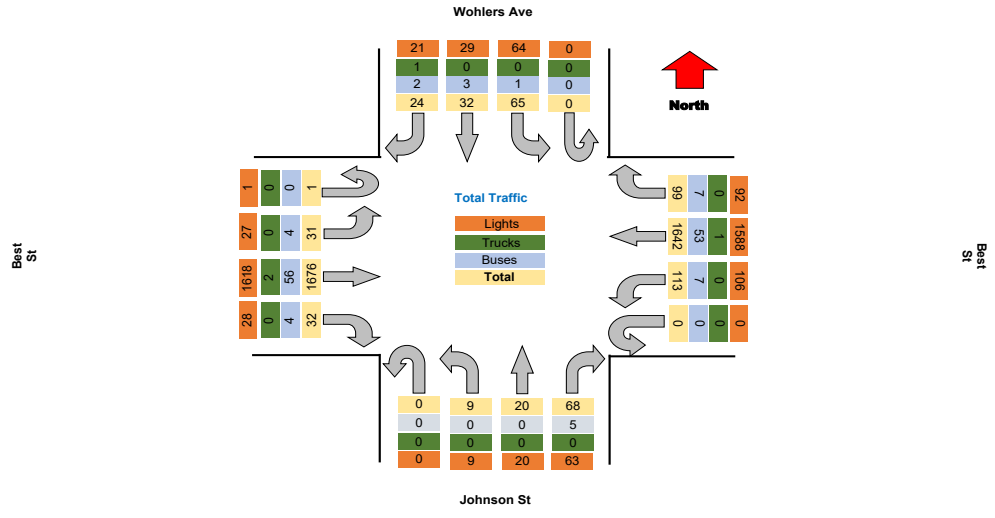 Wohlers Ave
21 29 64 0
1 0 0 0
2 3 1 0
24 32 65 0
North
1 0 0 1
27 0 4 31
1618 2 56 1676
28 0 4 32
Best
St
Total Traffic
Lights
Trucks
Buses
Total
99 7 0 92
1642 53 1 1588
113 7 0 106
0 0 0 0
Best
St
0 9 20 68
0 0 0 5
0 0 0 0
0 9 20 63
Johnson St